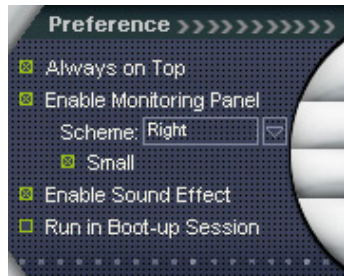 Preference >>>>>>>>>>>
Always on Top
Enable Monitoring Panel
Scheme: Right
Small
Enable Sound Effect
Run in Boot-up Session